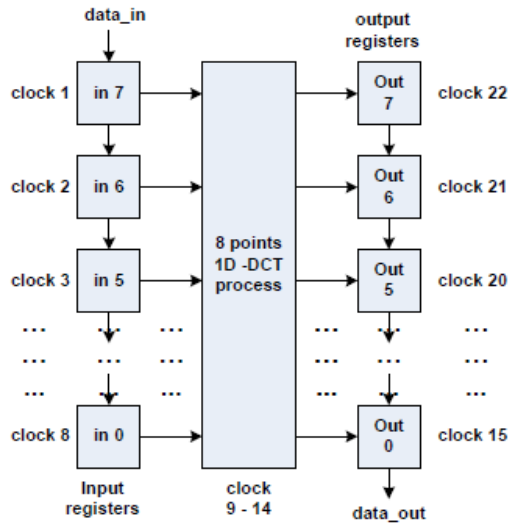 data_in
output
registers
clock 1
in 7
Out
7
clock 22
clock 2
in 6
Out
6
clock 21
8 points
1D -DCT
process
clock 3
in 5
Out
5
clock 20
... ... ... ... ... ...
... ... ... ... ... ...
... ... ... ... ... ...
clock 8
in 0
Out
0
clock 15
Input
registers
clock
9 - 14
data_out